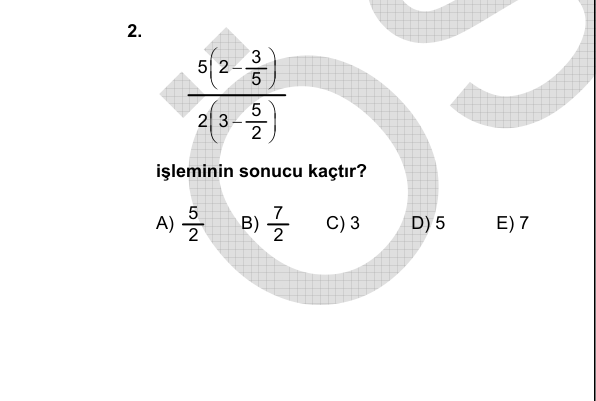 2.
5(2 – 3/5)
2(3 – 5/2)
işleminin sonucu kaçtır?
A) 5/2 B) 7/2 C) 3 D) 5 E) 7